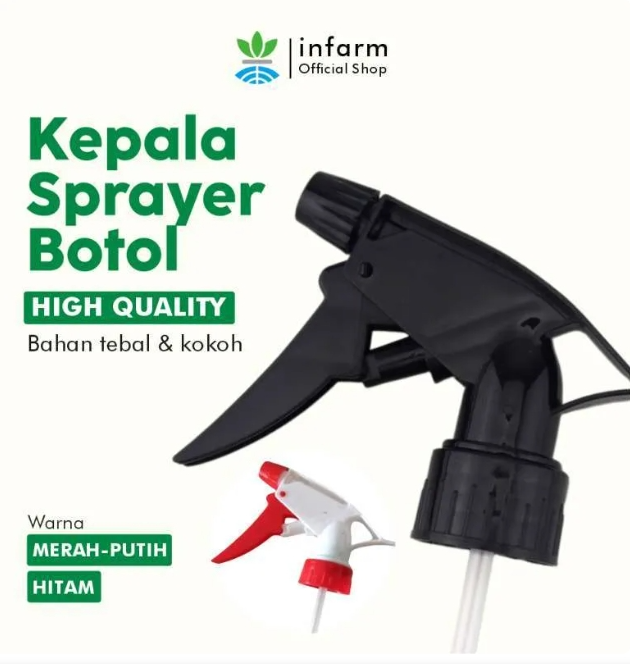 infarm
Official Shop
Kepala
Sprayer
Botol
HIGH QUALITY
Bahan tebal & kokoh
Warna
MERAH-PUTIH
HITAM